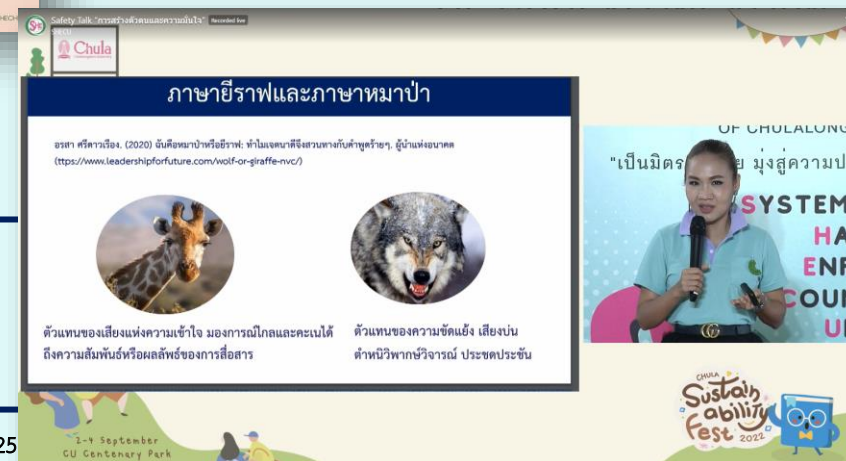 Safety Talk "การสร้างตัวตนและความมั่นใจ" Recorded live
SHECU
Chula
ภาษายีราฟและภาษาหมาป่า
อรสา ศรีดาวเรือง. (2020) ฉันคือหมาป่าหรือยีราฟ: ทำไมเจตนาดีจึงสวนทางกับคำพูดร้ายๆ. ผู้นำแห่งอนาคต
(ttps://www.leadershipforfuture.com/wolf-or-giraffe-nvc/)
ตัวแทนของเสียงแห่งความเข้าใจ มองการณ์ไกลและคะเนได้
ถึงความสัมพันธ์หรือผลลัพธ์ของการสื่อสาร
ตัวแทนของความขัดแย้ง เสียงบ่น
ตำหนิวิพากษ์วิจารณ์ ประชดประชัน
OF CHULALONG
"เป็นมิตร
มุ่งสู่ความป
SYSTEM
HA
ENF
COUN
U
CHULA
Sustainability
Fest 2022
2-4 September
CU Centenary Park
25